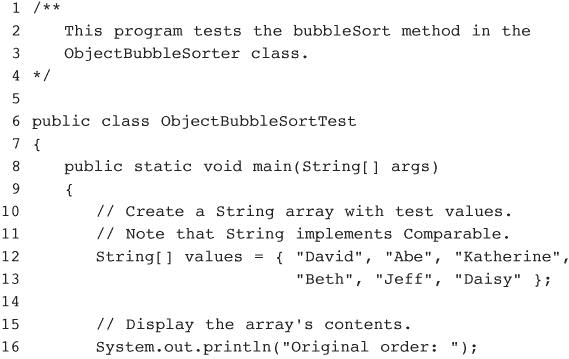 1 /**
2    This program tests the bubbleSort method in the
3    ObjectBubbleSorter class.
4 */
5
6 public class ObjectBubbleSortTest
7 {
8    public static void main(String[] args)
9    {
10       // Create a String array with test values.
11       // Note that String implements Comparable.
12       String[] values = { "David", "Abe", "Katherine",
13                           "Beth", "Jeff", "Daisy" };
14
15       // Display the array's contents.
16       System.out.println("Original order: ");